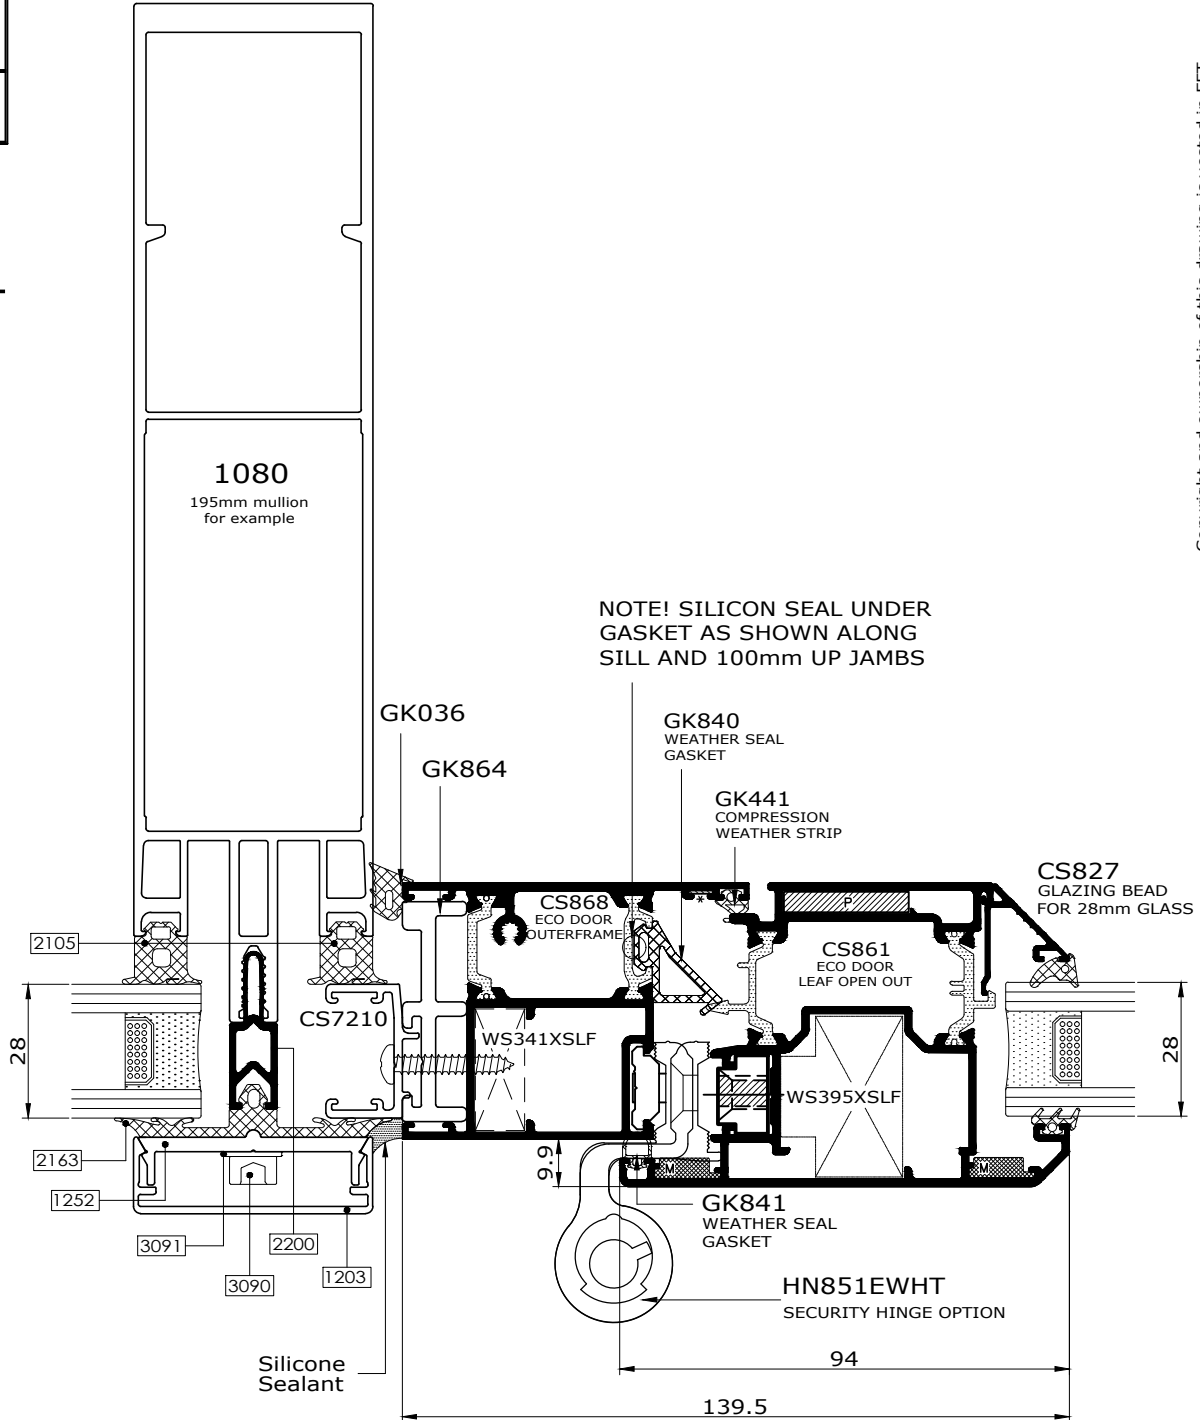 1080
195mm mullion
for example
NOTE! SILICON SEAL UNDER
GASKET AS SHOWN ALONG
SILL AND 100mm UP JAMBS
GK036
GK864
GK840
WEATHER SEAL
GASKET
GK441
COMPRESSION
WEATHER STRIP
CS827
GLAZING BEAD
FOR 28mm GLASS
CS868
ECO DOOR
OUTERFRAME
*
P
CS861
ECO DOOR
LEAF OPEN OUT
2105
CS7210
WS341XSLF
WS395XSLF
28
28
2163
1252
3091
3090
2200
1203
9.9
M
M
GK841
WEATHER SEAL
GASKET
HN851EWHT
SECURITY HINGE OPTION
Silicone
Sealant
94
139.5